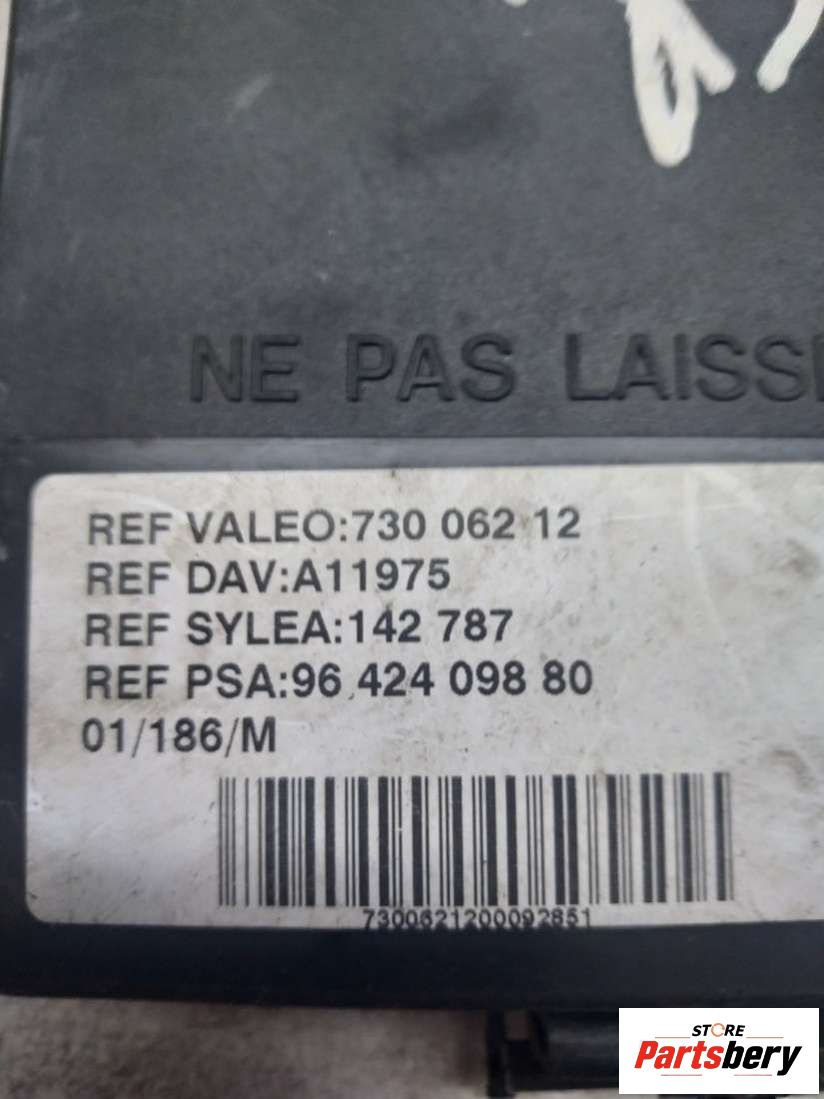 NE PAS LAISS
REF VALEO:730 062 12
REF DAV:A11975
REF SYLEA:142 787
REF PSA:96 424 098 80
01/186/M
7300621200092851
STORE
Partsbery